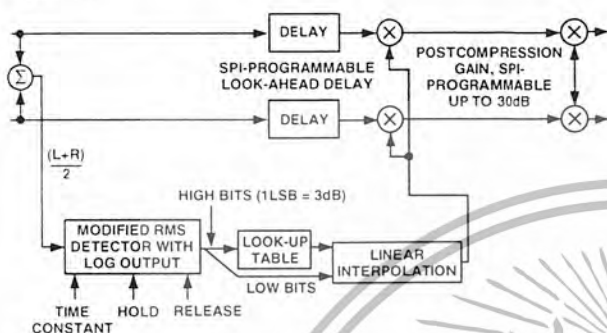 DELAY
SPI-PROGRAMMABLE
LOOK-AHEAD DELAY
POSTCOMPRESSION
GAIN, SPI-
PROGRAMMABLE
UP TO 30dB
Σ
DELAY
(L+R)
2
HIGH BITS (1LSB = 3dB)
MODIFIED RMS
DETECTOR WITH
LOG OUTPUT
LOOK-UP
TABLE
LINEAR
INTERPOLATION
LOW BITS
TIME
CONSTANT
HOLD
RELEASE